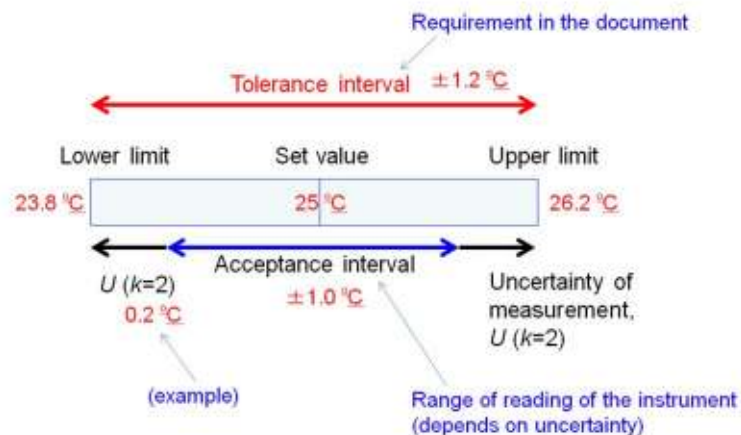 Requirement in the document
Tolerance interval ±1.2 °C
Lower limit Set value Upper limit
23.8 °C 25 °C 26.2 °C
Acceptance interval
U (k=2)
±1.0 °C
0.2 °C
Uncertainty of
measurement,
U (k=2)
(example)
Range of reading of the instrument
(depends on uncertainty)